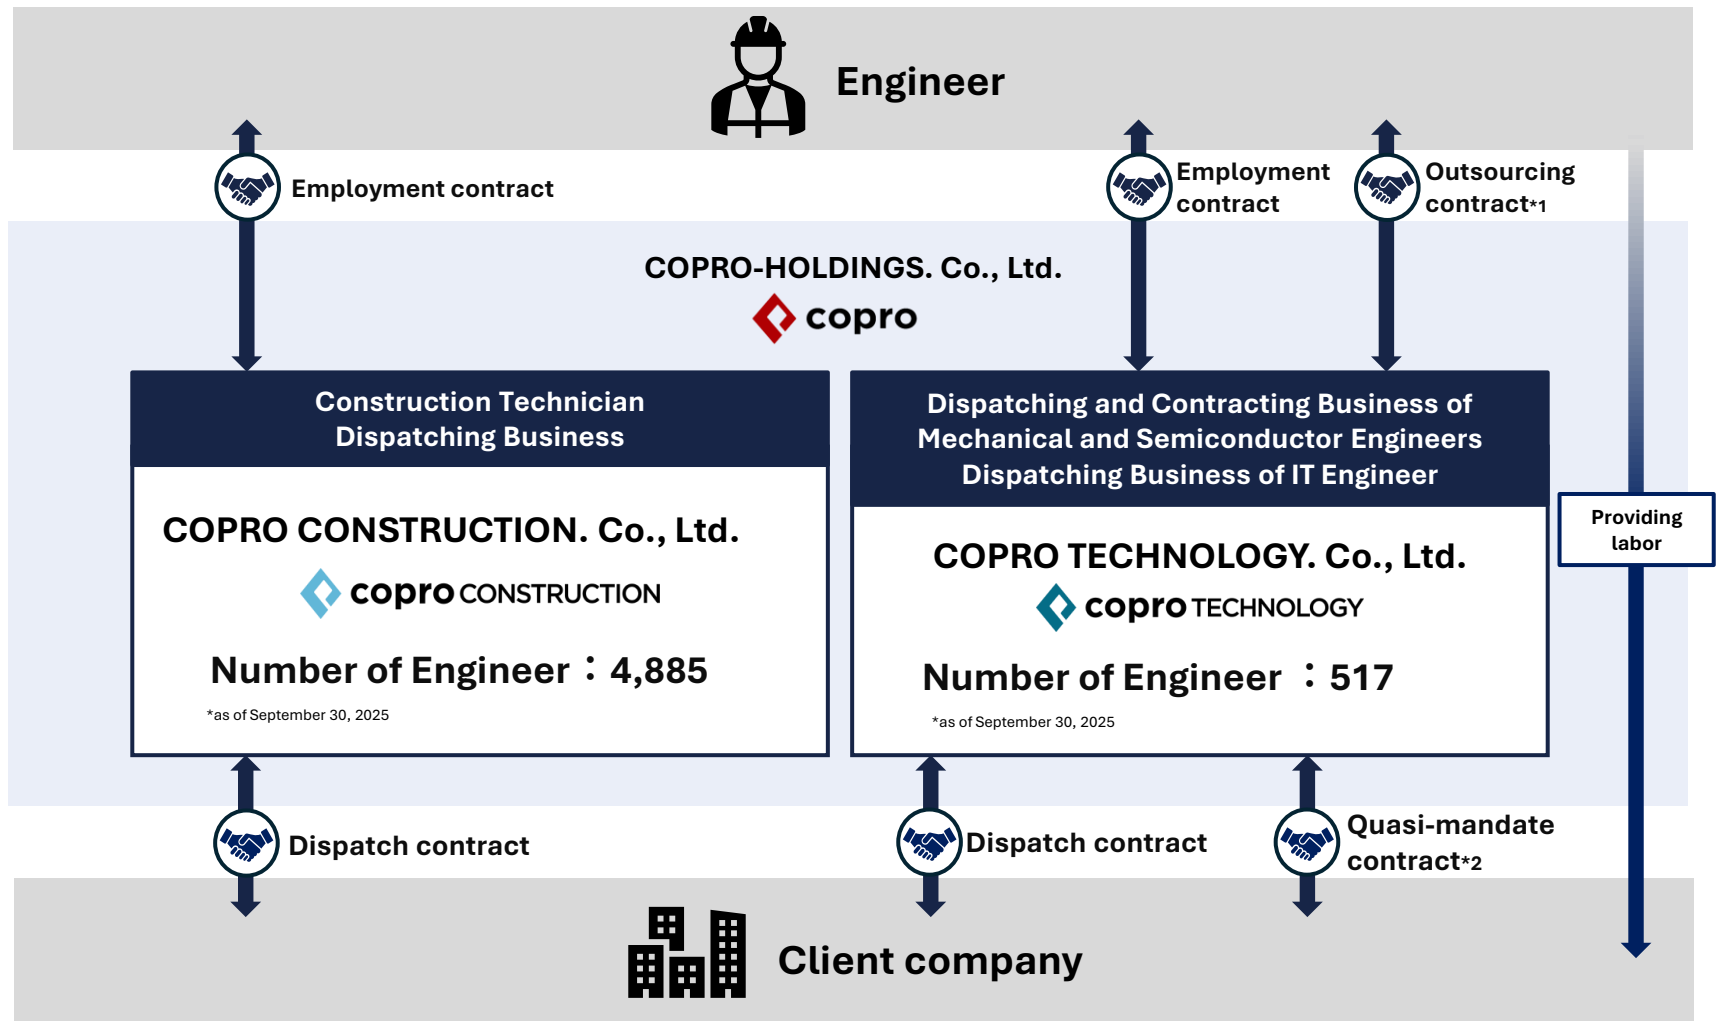 Engineer
Employment contract
Employment
contract
Outsourcing
contract*1
COPRO-HOLDINGS. Co., Ltd.
copro
Construction Technician
Dispatching Business
COPRO CONSTRUCTION. Co., Ltd.
copro CONSTRUCTION
Number of Engineer：4,885
*as of September 30, 2025
Dispatching and Contracting Business of
Mechanical and Semiconductor Engineers
Dispatching Business of IT Engineer
COPRO TECHNOLOGY. Co., Ltd.
copro TECHNOLOGY
Number of Engineer ：517
*as of September 30, 2025
Providing
labor
Dispatch contract
Dispatch contract
Quasi-mandate
contract*2
Client company